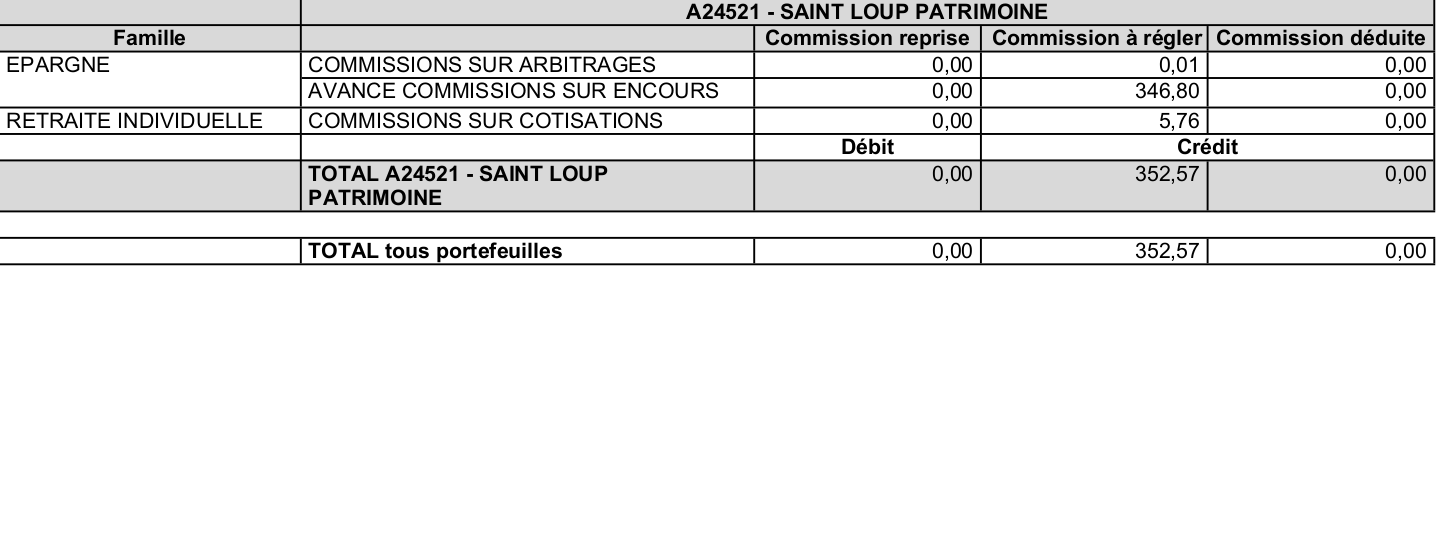 A24521 - SAINT LOUP PATRIMOINE
Famille Commission reprise Commission à régler Commission déduite
EPARGNE COMMISSIONS SUR ARBITRAGES 0,00 0,01 0,00
AVANCE COMMISSIONS SUR ENCOURS 0,00 346,80 0,00
RETRAITE INDIVIDUELLE COMMISSIONS SUR COTISATIONS 0,00 5,76 0,00
Débit Crédit
TOTAL A24521 - SAINT LOUP 0,00 352,57 0,00
PATRIMOINE
TOTAL tous portefeuilles 0,00 352,57 0,00